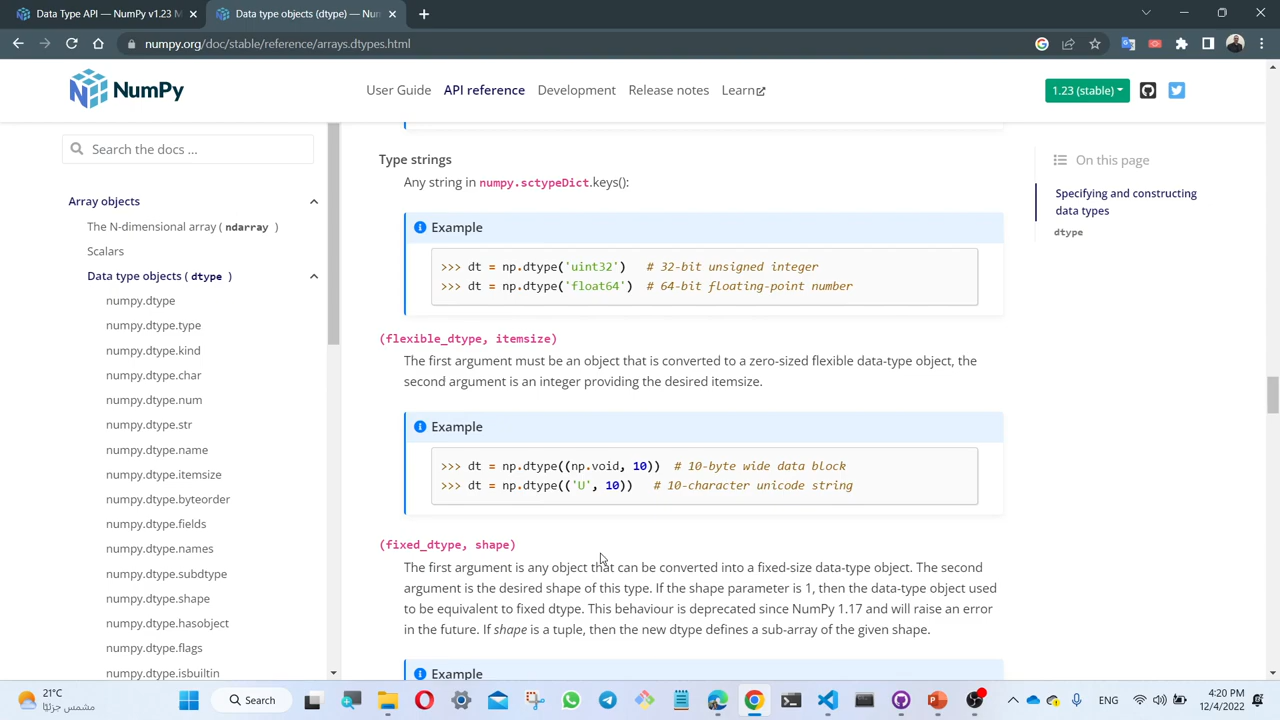 Data Type API — NumPy v1.23 M
Data type objects (dtype) — Num
numpy.org/doc/stable/reference/arrays.dtypes.html
NumPy
User Guide API reference Development Release notes Learn
1.23 (stable)
Search the docs ...
Array objects
The N-dimensional array ( ndarray )
Scalars
Data type objects ( dtype )
numpy.dtype
numpy.dtype.type
numpy.dtype.kind
numpy.dtype.char
numpy.dtype.num
numpy.dtype.str
numpy.dtype.name
numpy.dtype.itemsize
numpy.dtype.byteorder
numpy.dtype.fields
numpy.dtype.names
numpy.dtype.subdtype
numpy.dtype.shape
numpy.dtype.hasobject
numpy.dtype.flags
numpy.dtype.isbuiltin
Type strings
Any string in numpy.sctypeDict.keys():
Example
>>> dt = np.dtype('uint32') # 32-bit unsigned integer
>>> dt = np.dtype('float64') # 64-bit floating-point number
(flexible_dtype, itemsize)
The first argument must be an object that is converted to a zero-sized flexible data-type object, the
second argument is an integer providing the desired itemsize.
Example
>>> dt = np.dtype((np.void, 10)) # 10-byte wide data block
>>> dt = np.dtype(('U', 10)) # 10-character unicode string
(fixed_dtype, shape)
The first argument is any object that can be converted into a fixed-size data-type object. The second
argument is the desired shape of this type. If the shape parameter is 1, then the data-type object used
to be equivalent to fixed dtype. This behaviour is deprecated since NumPy 1.17 and will raise an error
in the future. If shape is a tuple, then the new dtype defines a sub-array of the given shape.
Example
On this page
Specifying and constructing
data types
dtype
21°C
مشمس جزئيًا
Search
ENG
4:20 PM
12/4/2022